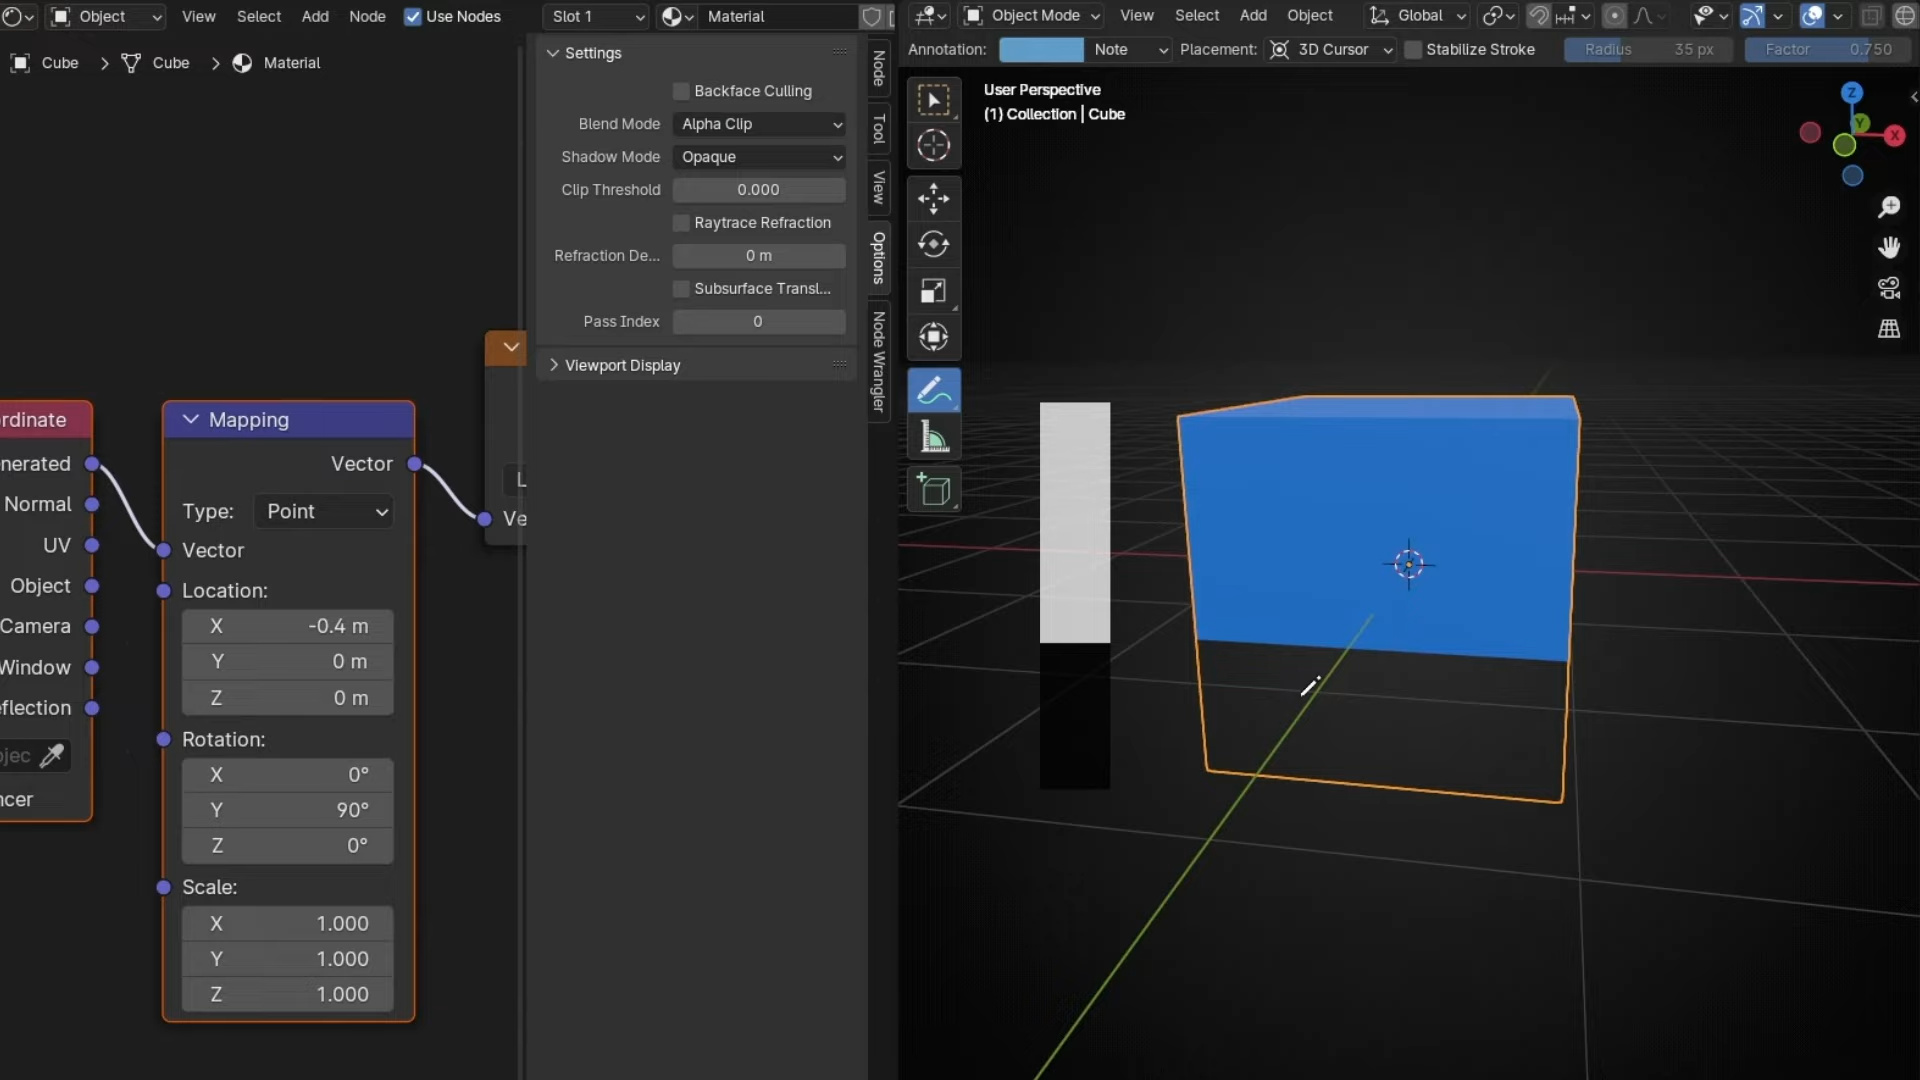 Object View Select Add Node Use Nodes Slot 1 Material
Cube > Cube > Material
Settings
Backface Culling
Blend Mode Alpha Clip
Shadow Mode Opaque
Clip Threshold 0.000
Raytrace Refraction
Refraction De... 0 m
Subsurface Transl...
Pass Index 0
Viewport Display
Node
Tool
View
Options
Node Wrangler
rdinate
nerated
Normal
UV
Object
Camera
Window
eflection
bjec
ncer
Mapping
Vector
Type: Point
Vector
Location:
X -0.4 m
Y 0 m
Z 0 m
Rotation:
X 0°
Y 90°
Z 0°
Scale:
X 1.000
Y 1.000
Z 1.000
L
Ve
Object Mode View Select Add Object Global
Annotation: Note Placement: 3D Cursor Stabilize Stroke Radius 35 px Factor 0.750
User Perspective
(1) Collection | Cube
Z
Y
X